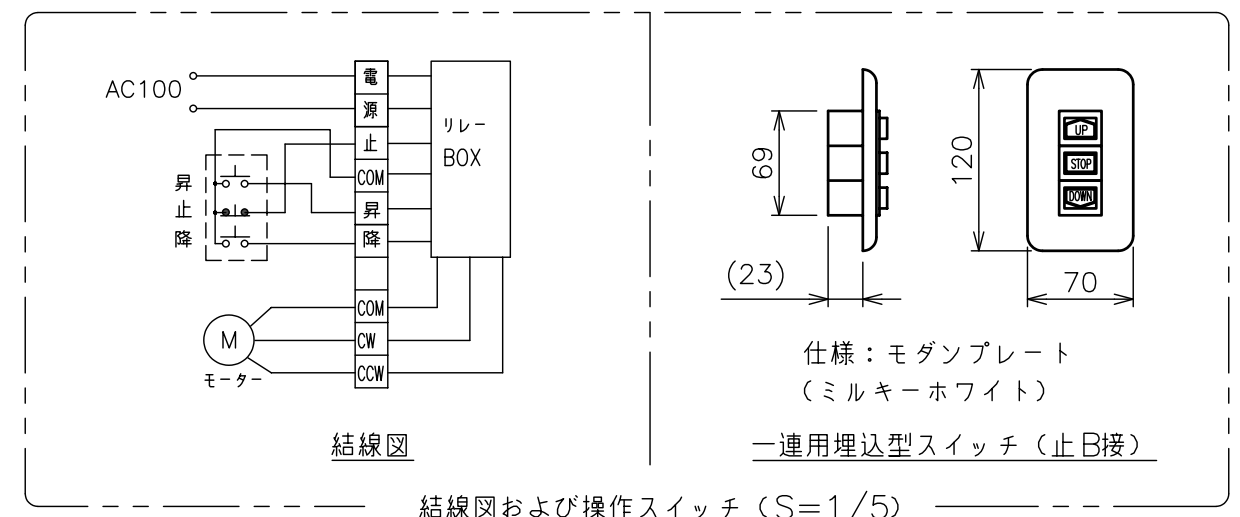 AC100
電
源
止
COM
昇
降
COM
CW
CCW
リレー
BOX
昇
止
降
M
モーター
結線図
69
(23)
120
70
UP
STOP
DOWN
仕様：モダンプレート
（ミルキーホワイト）
一連用埋込型スイッチ（止B接）
結線図および操作スイッチ（S=1/5）